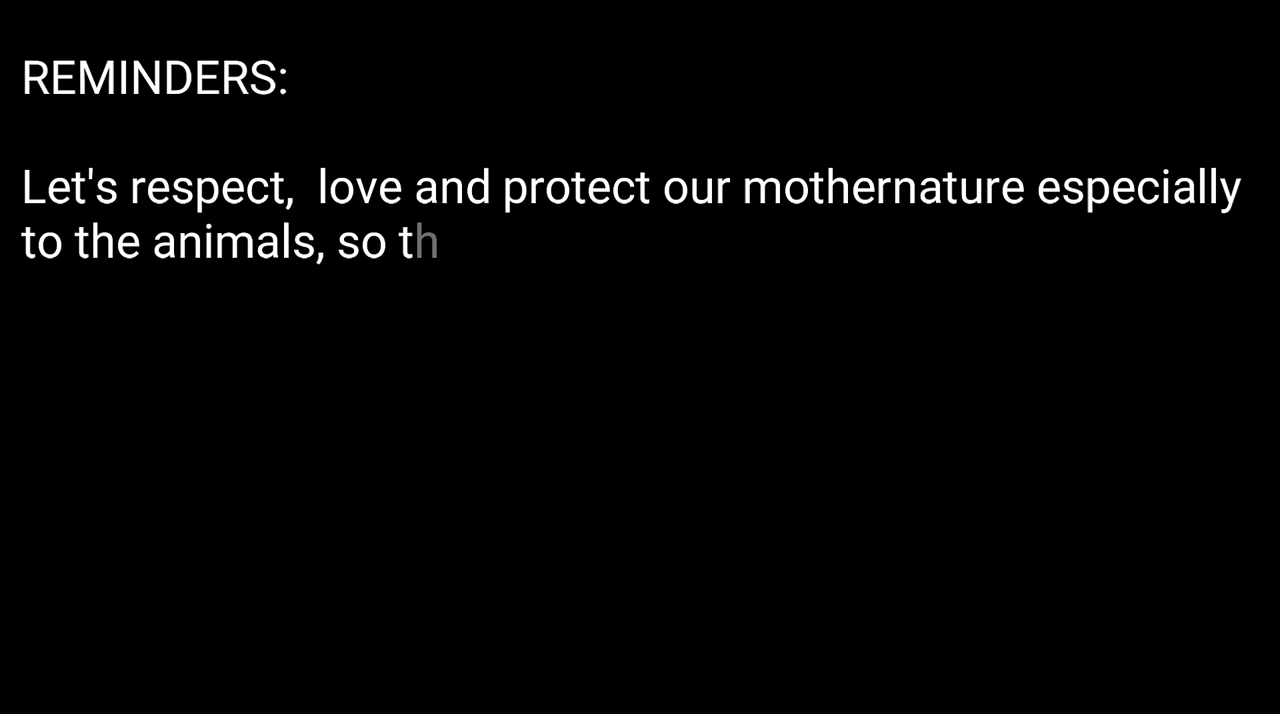 REMINDERS:
Let's respect,  love and protect our mothernature especially
to the animals, so th